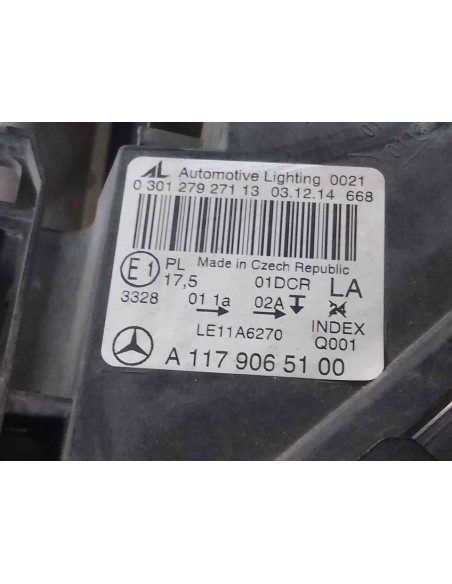 AL Automotive Lighting 0021
0 301 279 271 13 03.12.14 668
E1 PL Made in Czech Republic
17,5 01DCR LA
3328 01 1a 02A 24
LE11A6270 INDEX
Q001
A 117 906 51 00